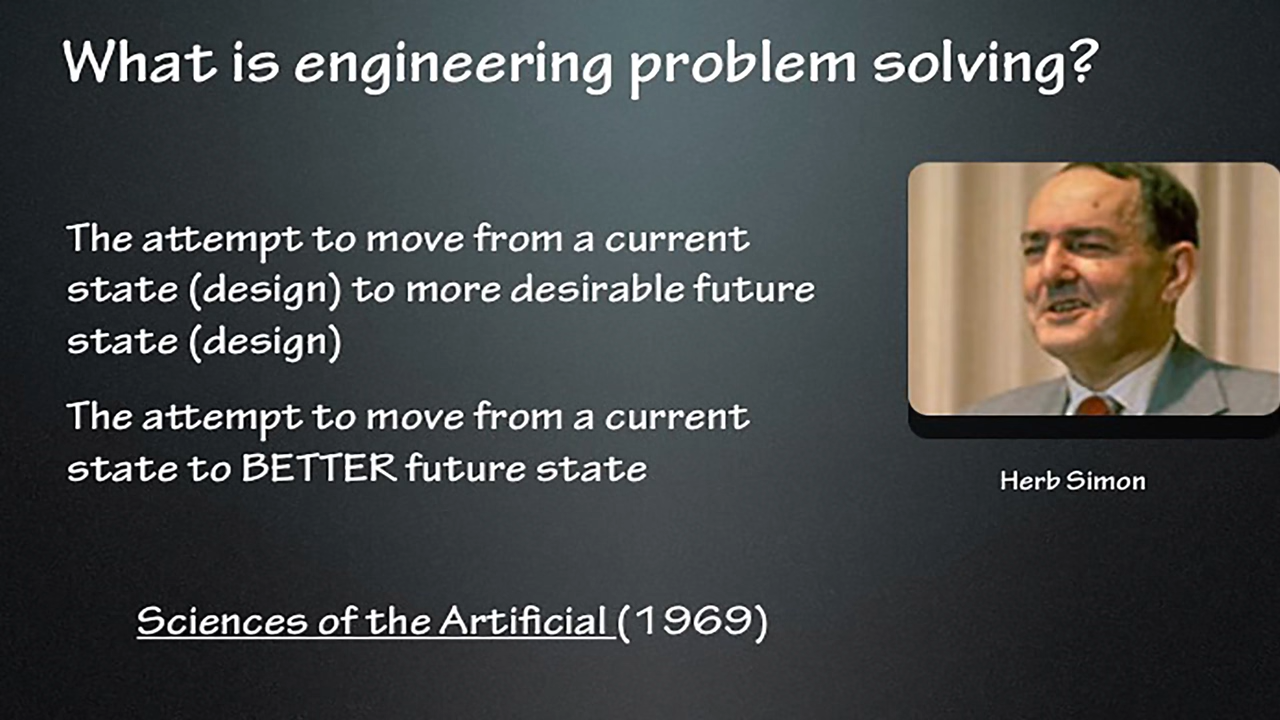 What is engineering problem solving?
The attempt to move from a current
state (design) to more desirable future
state (design)
The attempt to move from a current
state to BETTER future state
Herb Simon
Sciences of the Artificial (1969)